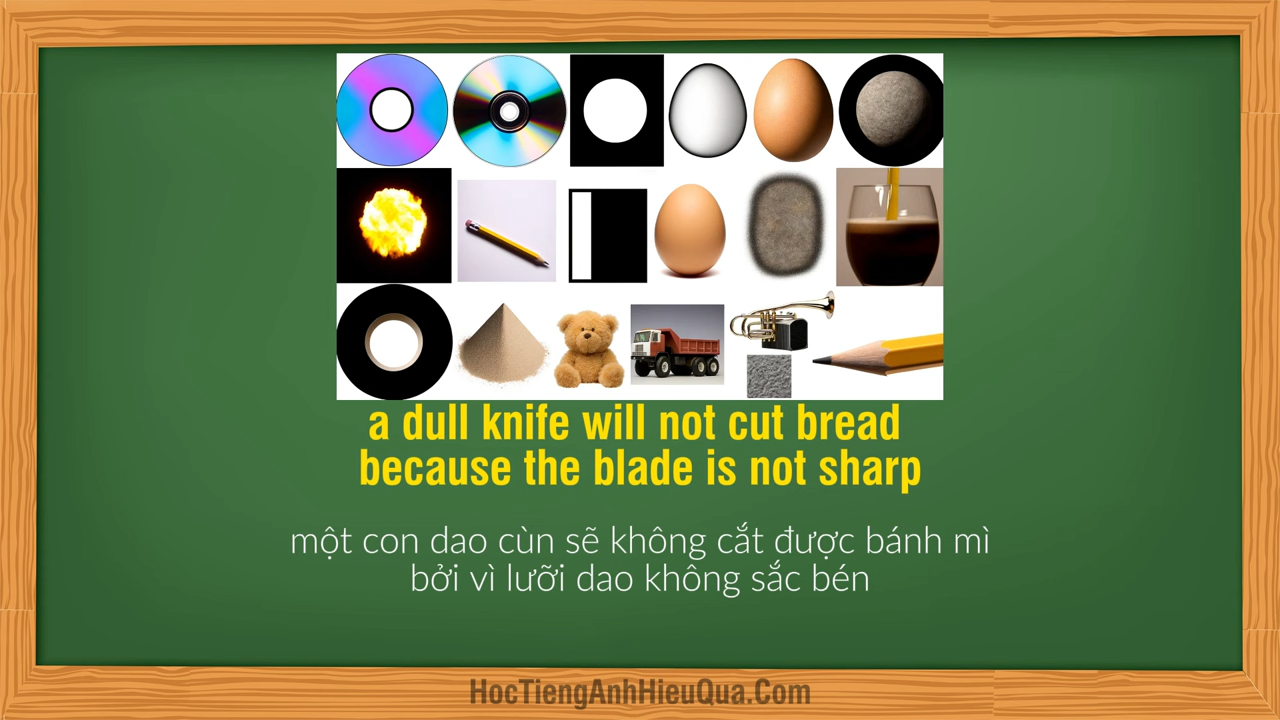 a dull knife will not cut bread
because the blade is not sharp
một con dao cùn sẽ không cắt được bánh mì
bởi vì lưỡi dao không sắc bén
HocTiengAnhHieuQua.Com